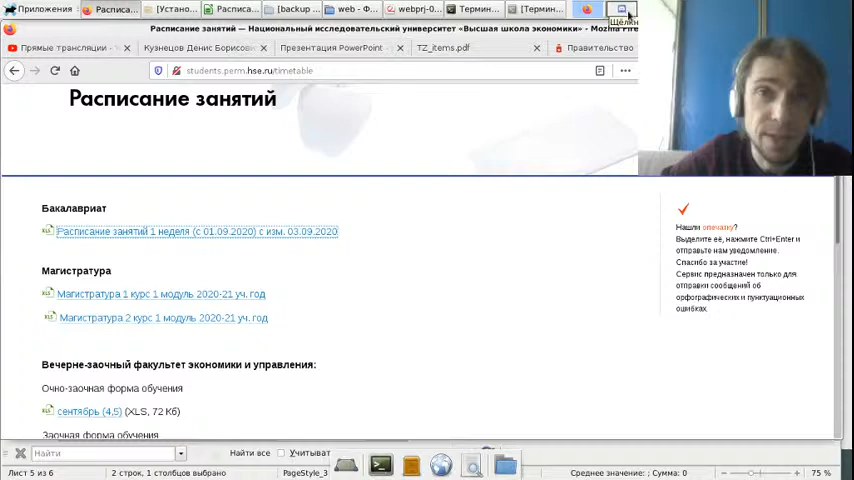 Приложения
Расписа...
[Устано...
Расписа...
[backup ...
web - Ф...
webprj-0...
Термин...
[Термин...
Щёлкн
Расписание занятий — Национальный исследовательский университет «Высшая школа экономики» - Mozilla Fire
Прямые трансляции -
Кузнецов Денис Борисович
Презентация PowerPoint -
TZ_items.pdf
Правительство
students.perm.hse.ru/timetable
Расписание занятий
Бакалавриат
Расписание занятий 1 неделя (с 01.09.2020) с изм. 03.09.2020
Магистратура
Магистратура 1 курс 1 модуль 2020-21 уч. год
Магистратура 2 курс 1 модуль 2020-21 уч. год
Вечерне-заочный факультет экономики и управления:
Очно-заочная форма обучения
сентябрь (4,5) (XLS, 72 Кб)
Заочная форма обучения
Нашли опечатку?
Выделите её, нажмите Ctrl+Enter и
отправьте нам уведомление.
Спасибо за участие!
Сервис предназначен только для
отправки сообщений об
орфографических и пунктуационных
ошибках.
Найти
Найти все
Учитыват
Лист 5 из 6
2 строк, 1 столбцов выбрано
PageStyle_3
Среднее значение: ; Сумма: 0
75 %